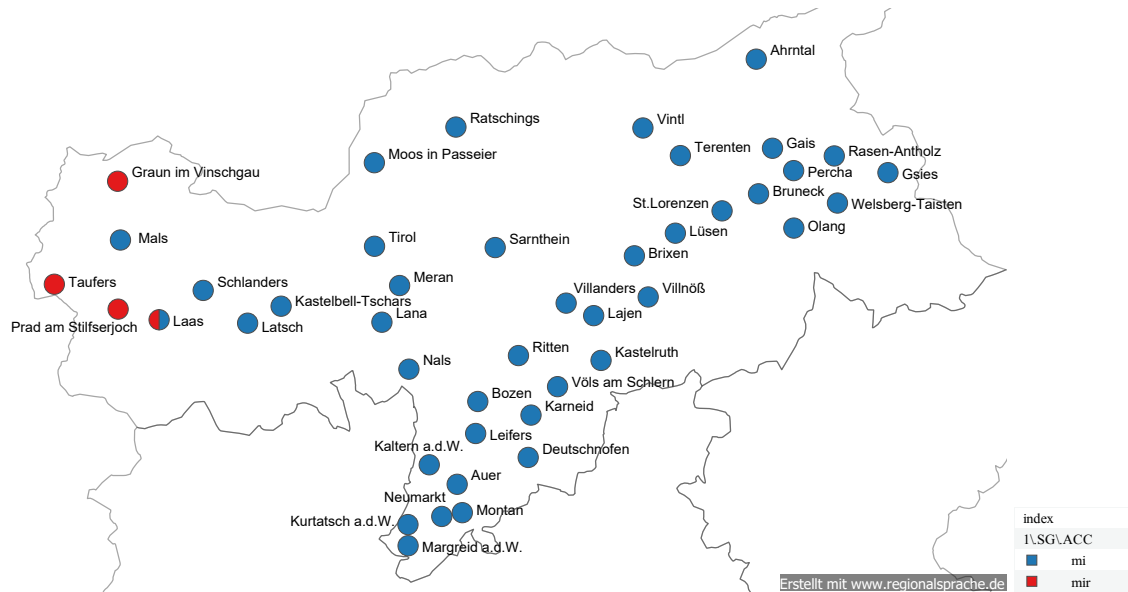 Ahrntal
Ratschings
Vintl
Gais
Terenten
Rasen-Antholz
Moos in Passeier
Percha
Gsies
Graun im Vinschgau
Bruneck
St.Lorenzen
Welsberg-Taisten
Olang
Mals
Tirol
Sarnthein
Lüsen
Brixen
Taufers
Schlanders
Meran
Villanders
Villnöß
Kastelbell-Tschars
Prad am Stilfserjoch
Laas
Latsch
Lana
Lajen
Nals
Ritten
Kastelruth
Völs am Schlern
Bozen
Karneid
Leifers
Kaltern a.d.W.
Deutschnofen
Auer
Neumarkt
Montan
Kurtatsch a.d.W.
Margreid a.d.W.
index
1\.SG\.ACC
mi
mir
Erstellt mit www.regionalsprache.de